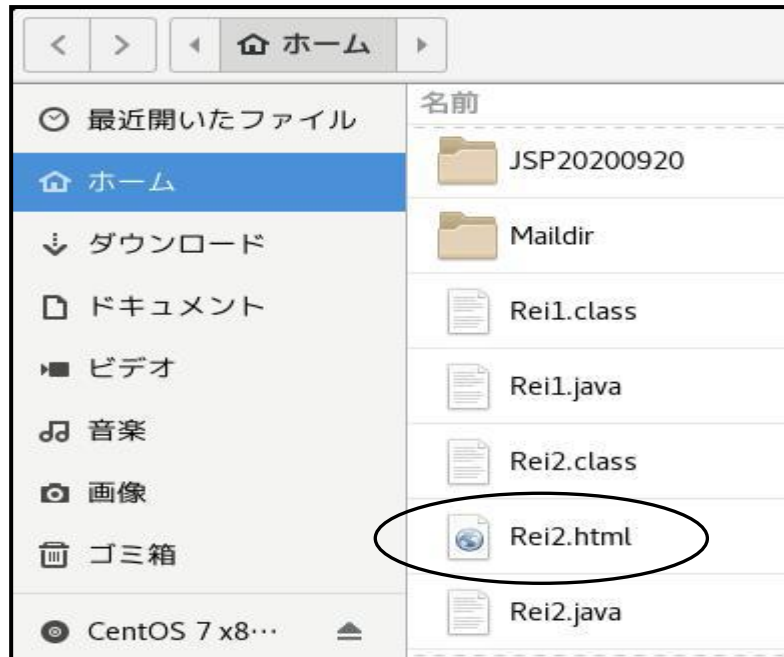 ホーム
最近開いたファイル
ホーム
ダウンロード
ドキュメント
ビデオ
音楽
画像
ゴミ箱
CentOS 7 x8…
名前
JSP20200920
Maildir
Rei1.class
Rei1.java
Rei2.class
Rei2.html
Rei2.java